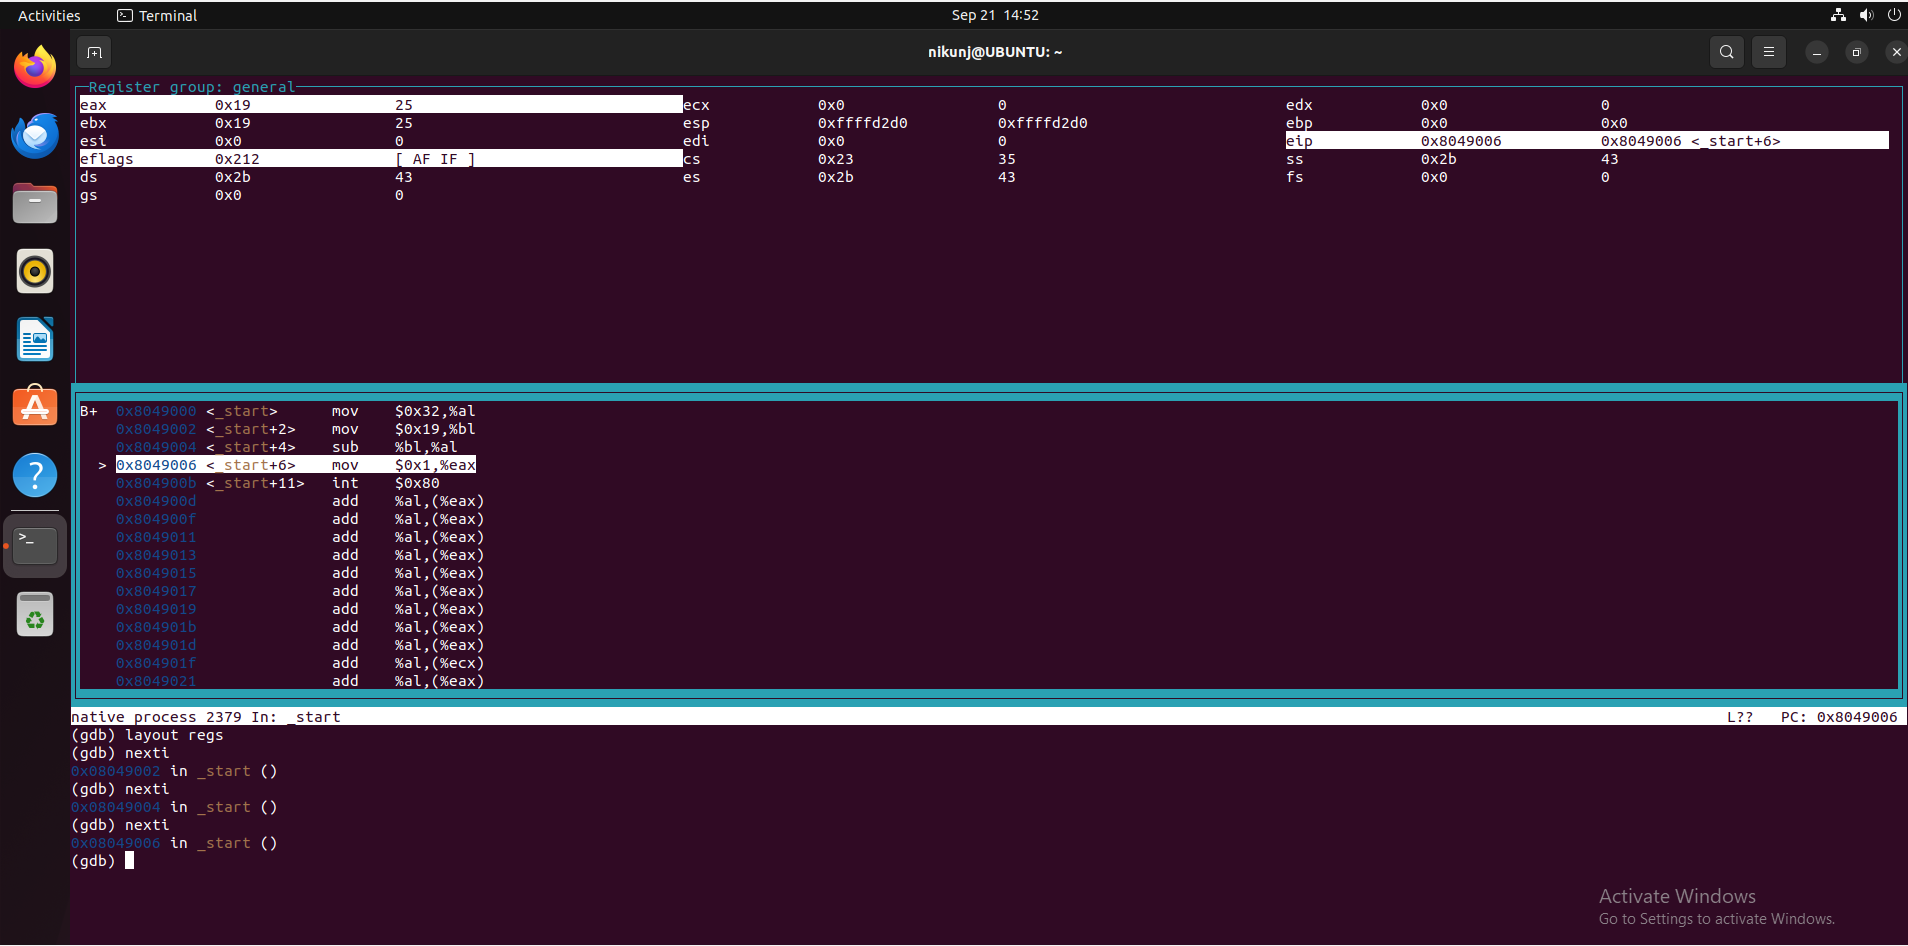 Activities Terminal Sep 21 14:52
nikunj@UBUNTU: ~
Register group: general
eax 0x19 25 ecx 0x0 0 edx 0x0 0
ebx 0x19 25 esp 0xffffd2d0 0xffffd2d0 ebp 0x0 0x0
esi 0x0 0 edi 0x0 0 eip 0x8049006 0x8049006 <_start+6>
eflags 0x212 [ AF IF ] cs 0x23 35 ss 0x2b 43
ds 0x2b 43 es 0x2b 43 fs 0x0 0
gs 0x0 0
B+ 0x8049000 <_start> mov $0x32,%al
0x8049002 <_start+2> mov $0x19,%bl
0x8049004 <_start+4> sub %bl,%al
> 0x8049006 <_start+6> mov $0x1,%eax
0x804900b <_start+11> int $0x80
0x804900d add %al,(%eax)
0x804900f add %al,(%eax)
0x8049011 add %al,(%eax)
0x8049013 add %al,(%eax)
0x8049015 add %al,(%eax)
0x8049017 add %al,(%eax)
0x8049019 add %al,(%eax)
0x804901b add %al,(%eax)
0x804901d add %al,(%eax)
0x804901f add %al,(%ecx)
0x8049021 add %al,(%eax)
native process 2379 In: _start L?? PC: 0x8049006
(gdb) layout regs
(gdb) nexti
0x08049002 in _start ()
(gdb) nexti
0x08049004 in _start ()
(gdb) nexti
0x08049006 in _start ()
(gdb)
Activate Windows
Go to Settings to activate Windows.